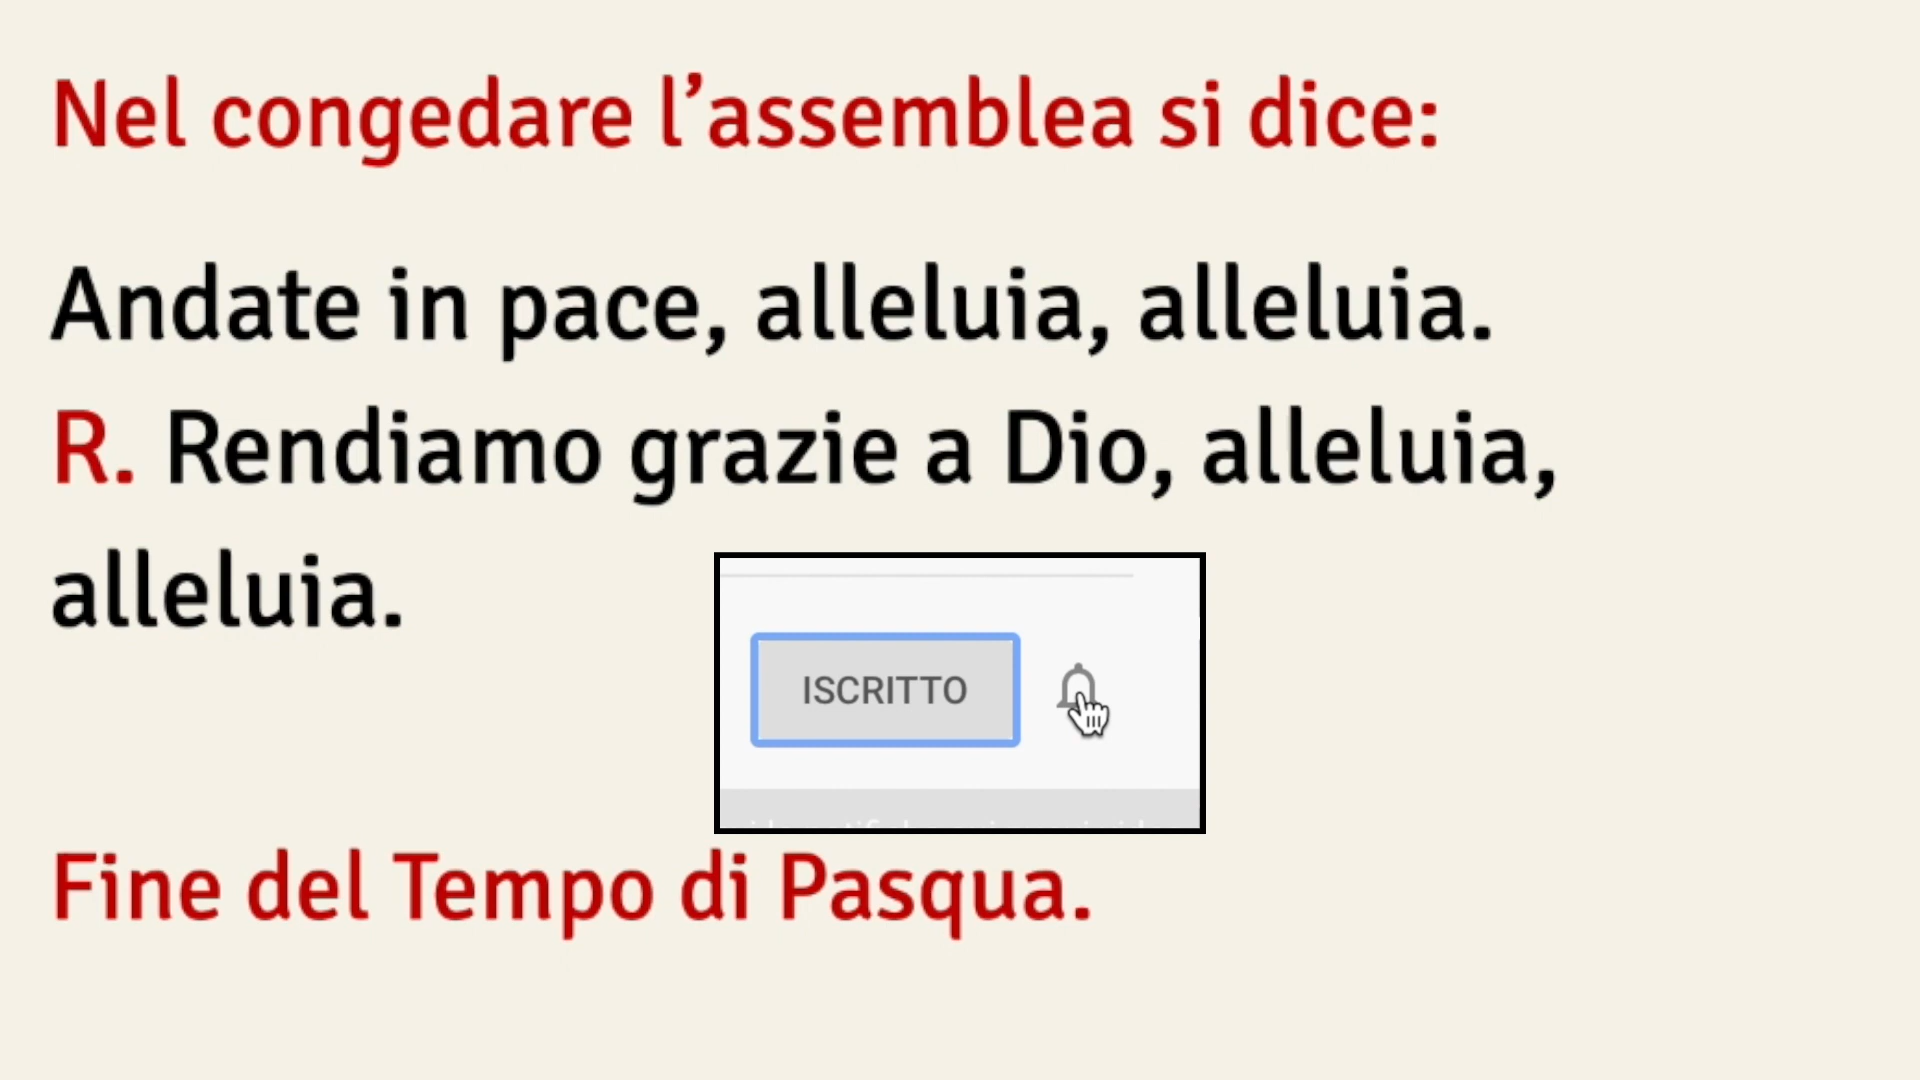 Nel congedare l’assemblea si dice:
Andate in pace, alleluia, alleluia.
R. Rendiamo grazie a Dio, alleluia,
alleluia.
ISCRITTO
Fine del Tempo di Pasqua.